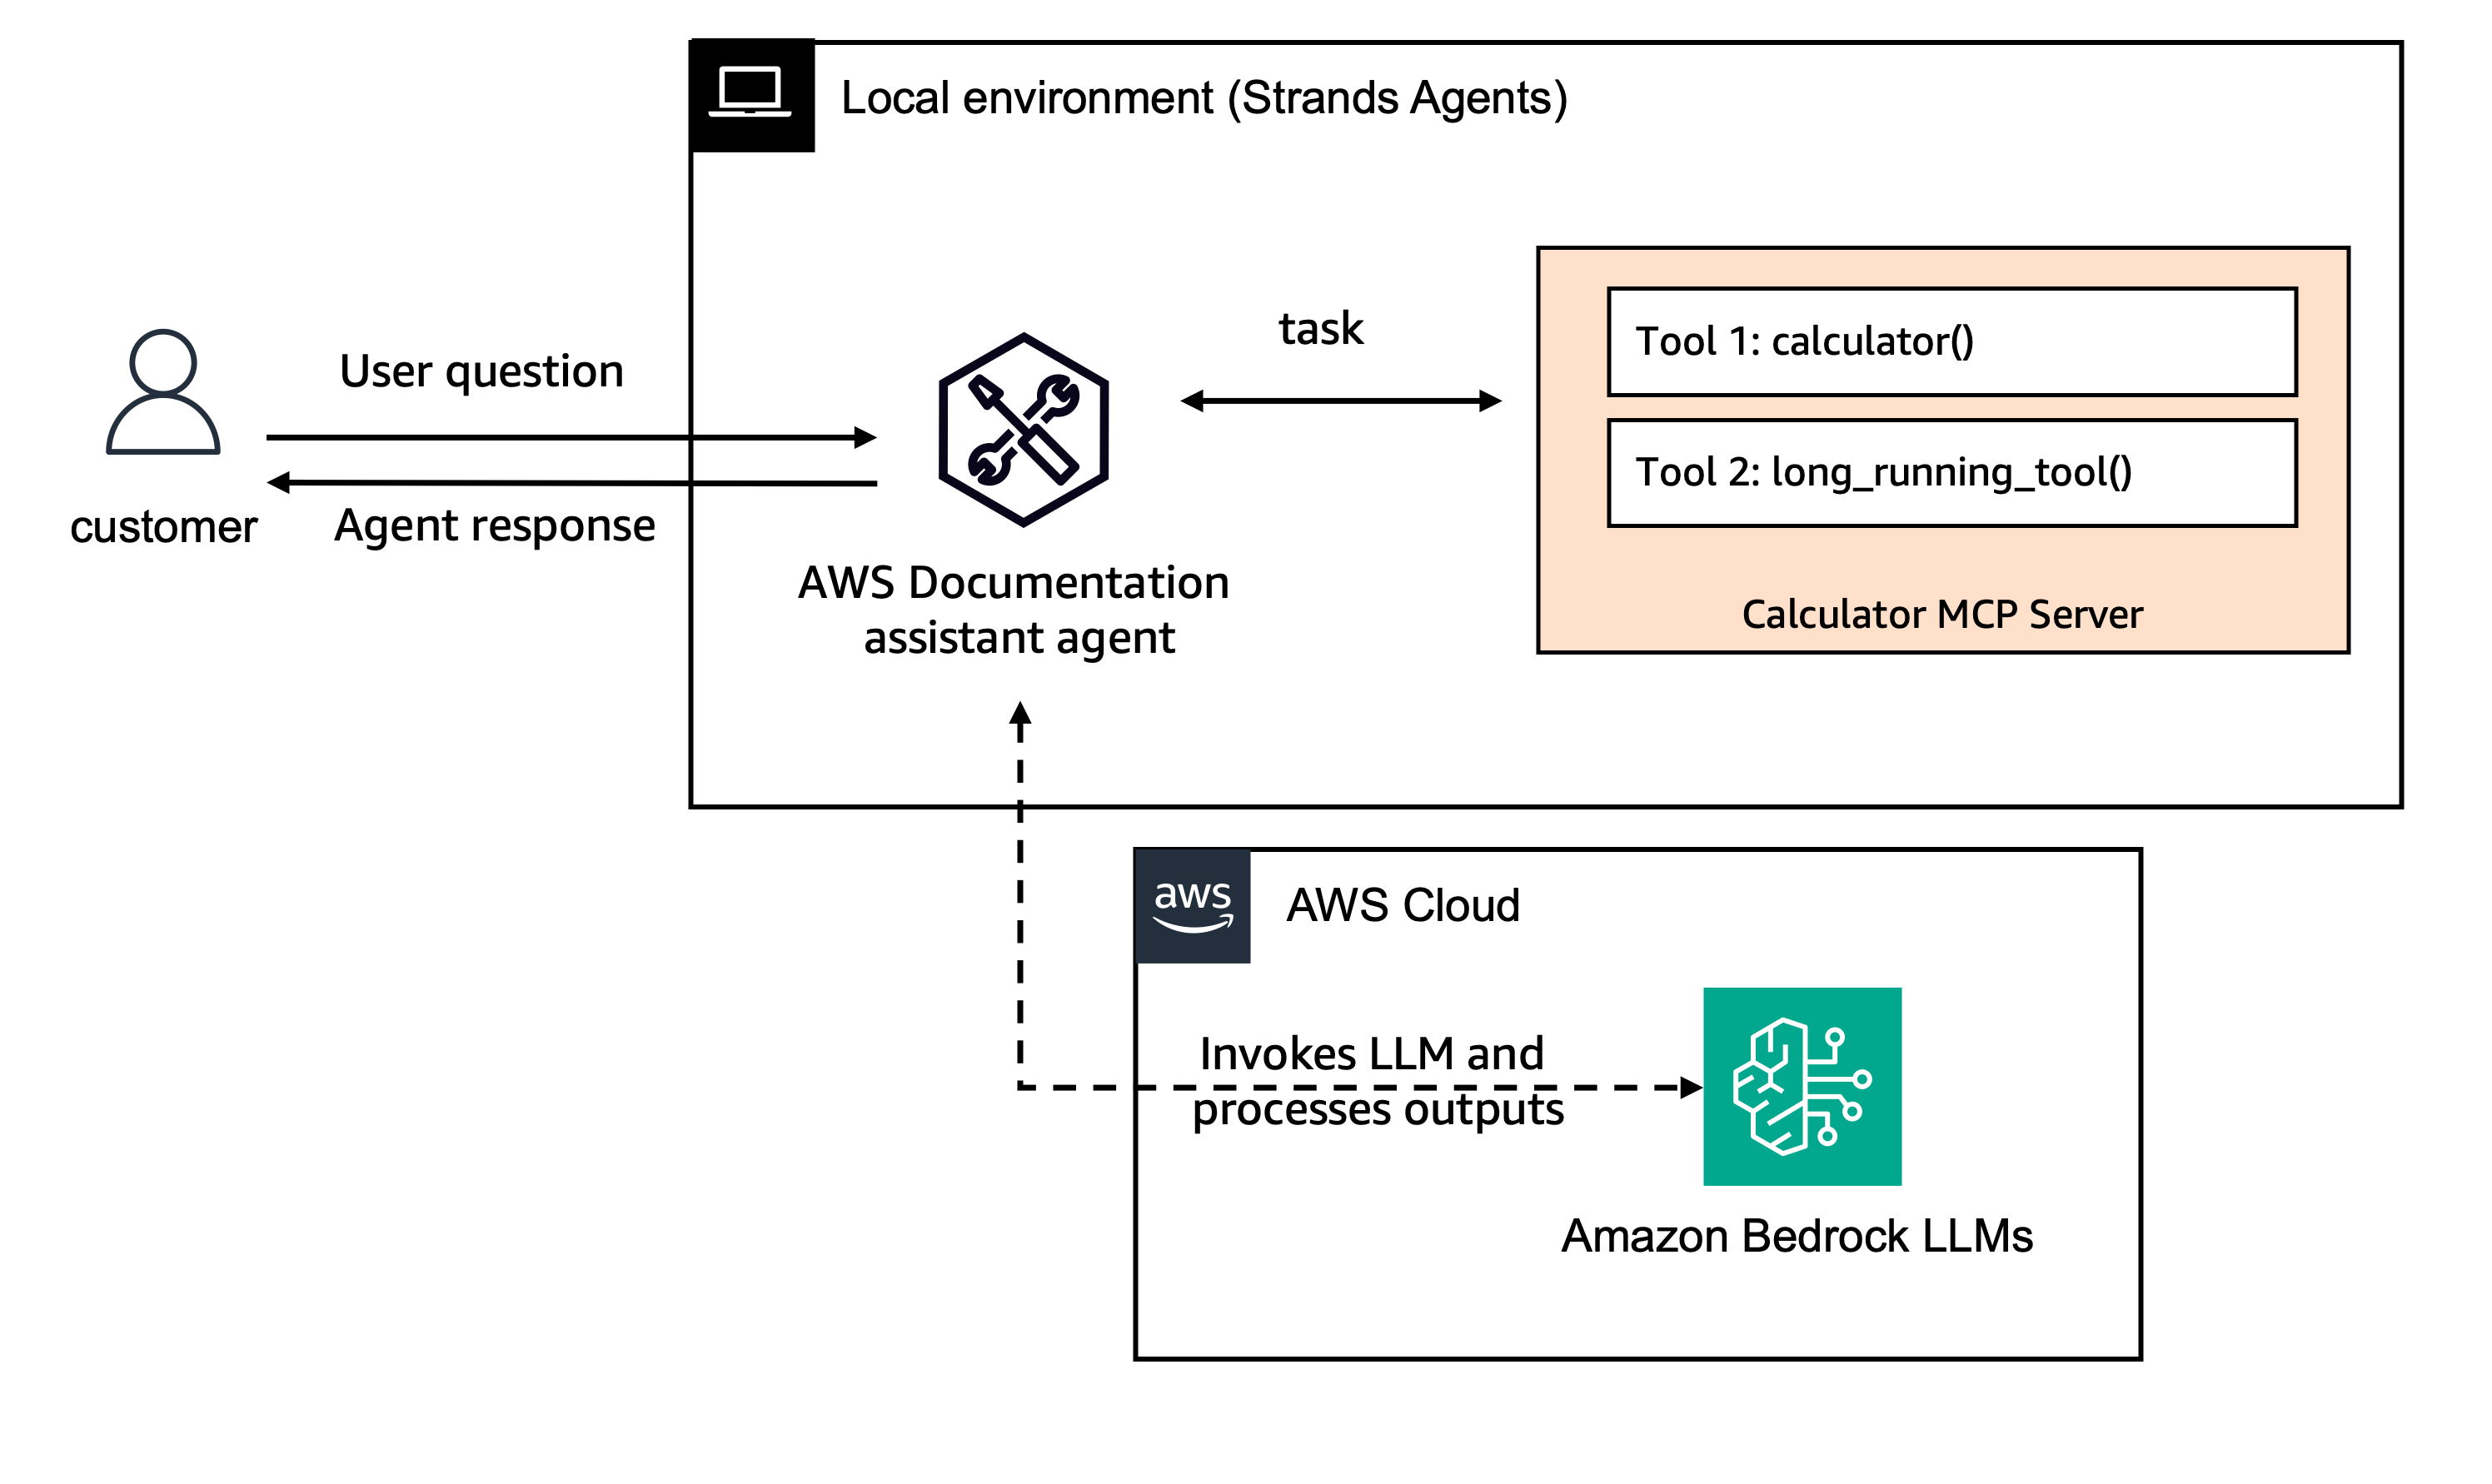 Local environment (Strands Agents)
User question
Agent response
customer
AWS Documentation
assistant agent
task
Tool 1: calculator()
Tool 2: long_running_tool()
Calculator MCP Server
aws
AWS Cloud
Invokes LLM and
processes outputs
Amazon Bedrock LLMs